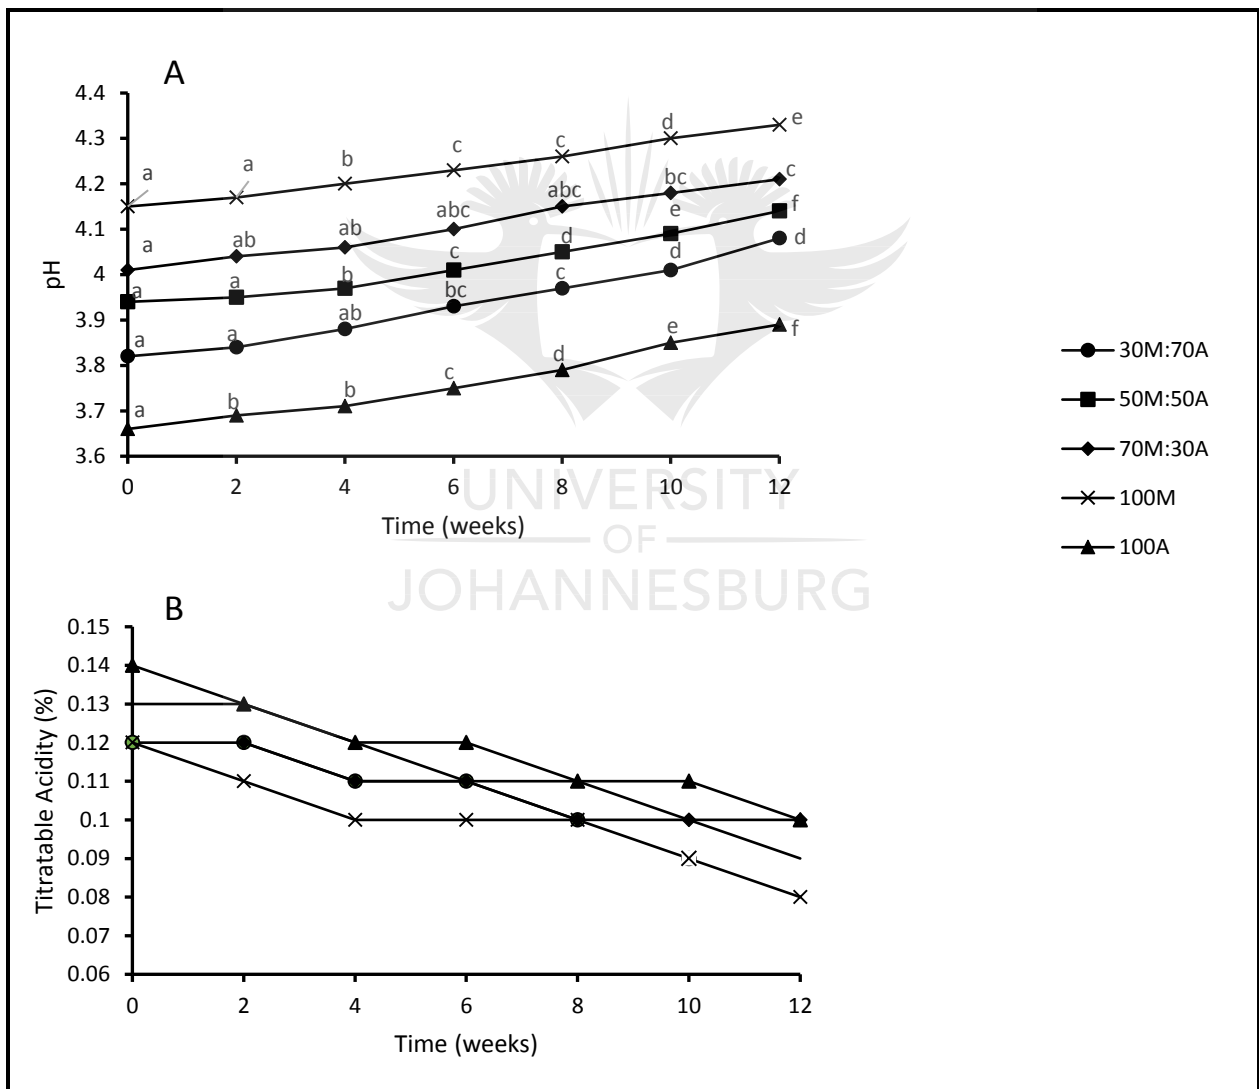 A
4.4
4.3
4.2
4.1
4
3.9
3.8
3.7
3.6
pH
a a b c c d e
a ab ab abc abc bc c
a a b c d e f
a a ab bc c d d
a b b c d e f
0 2 4 6 8 10 12
Time (weeks)
UNIVERSITY
OF
JOHANNESBURG
30M:70A
50M:50A
70M:30A
100M
100A
B
0.15
0.14
0.13
0.12
0.11
0.1
0.09
0.08
0.07
0.06
Titratable Acidity (%)
0 2 4 6 8 10 12
Time (weeks)